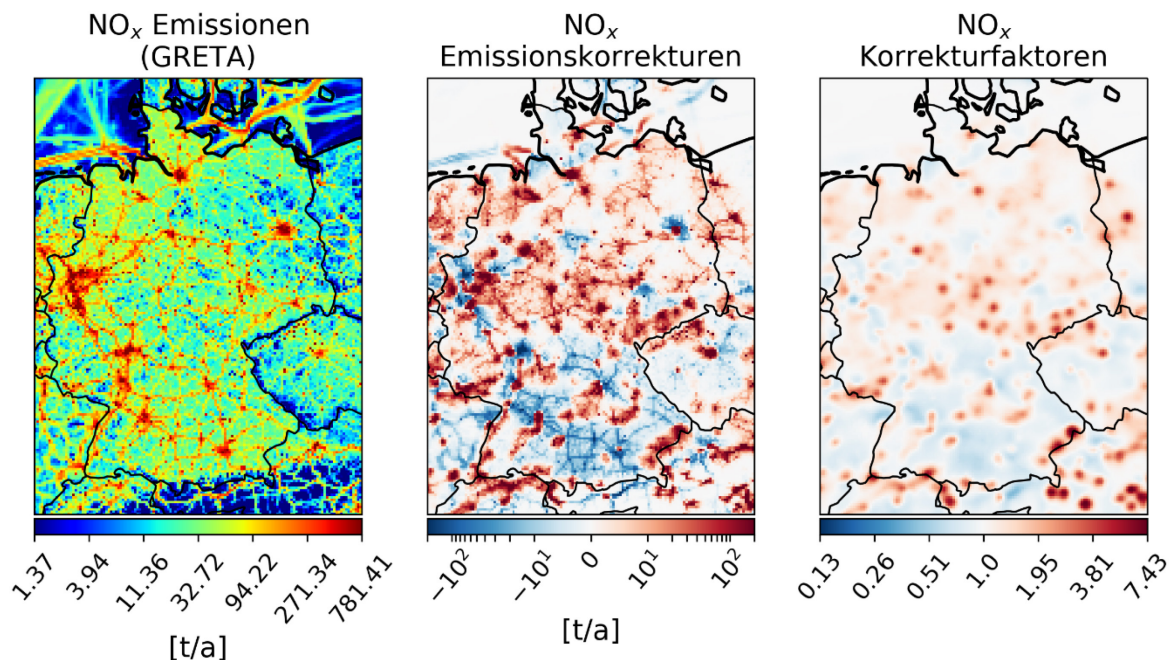 NOₓ Emissionen
(GRETA)
NOₓ
Emissionskorrekturen
NOₓ
Korrekturfaktoren
1.37 3.94 11.36 32.72 94.22 271.34 781.41
[t/a]
−10² −10¹ 0 10¹ 10²
[t/a]
0.13 0.26 0.51 1.0 1.95 3.81 7.43